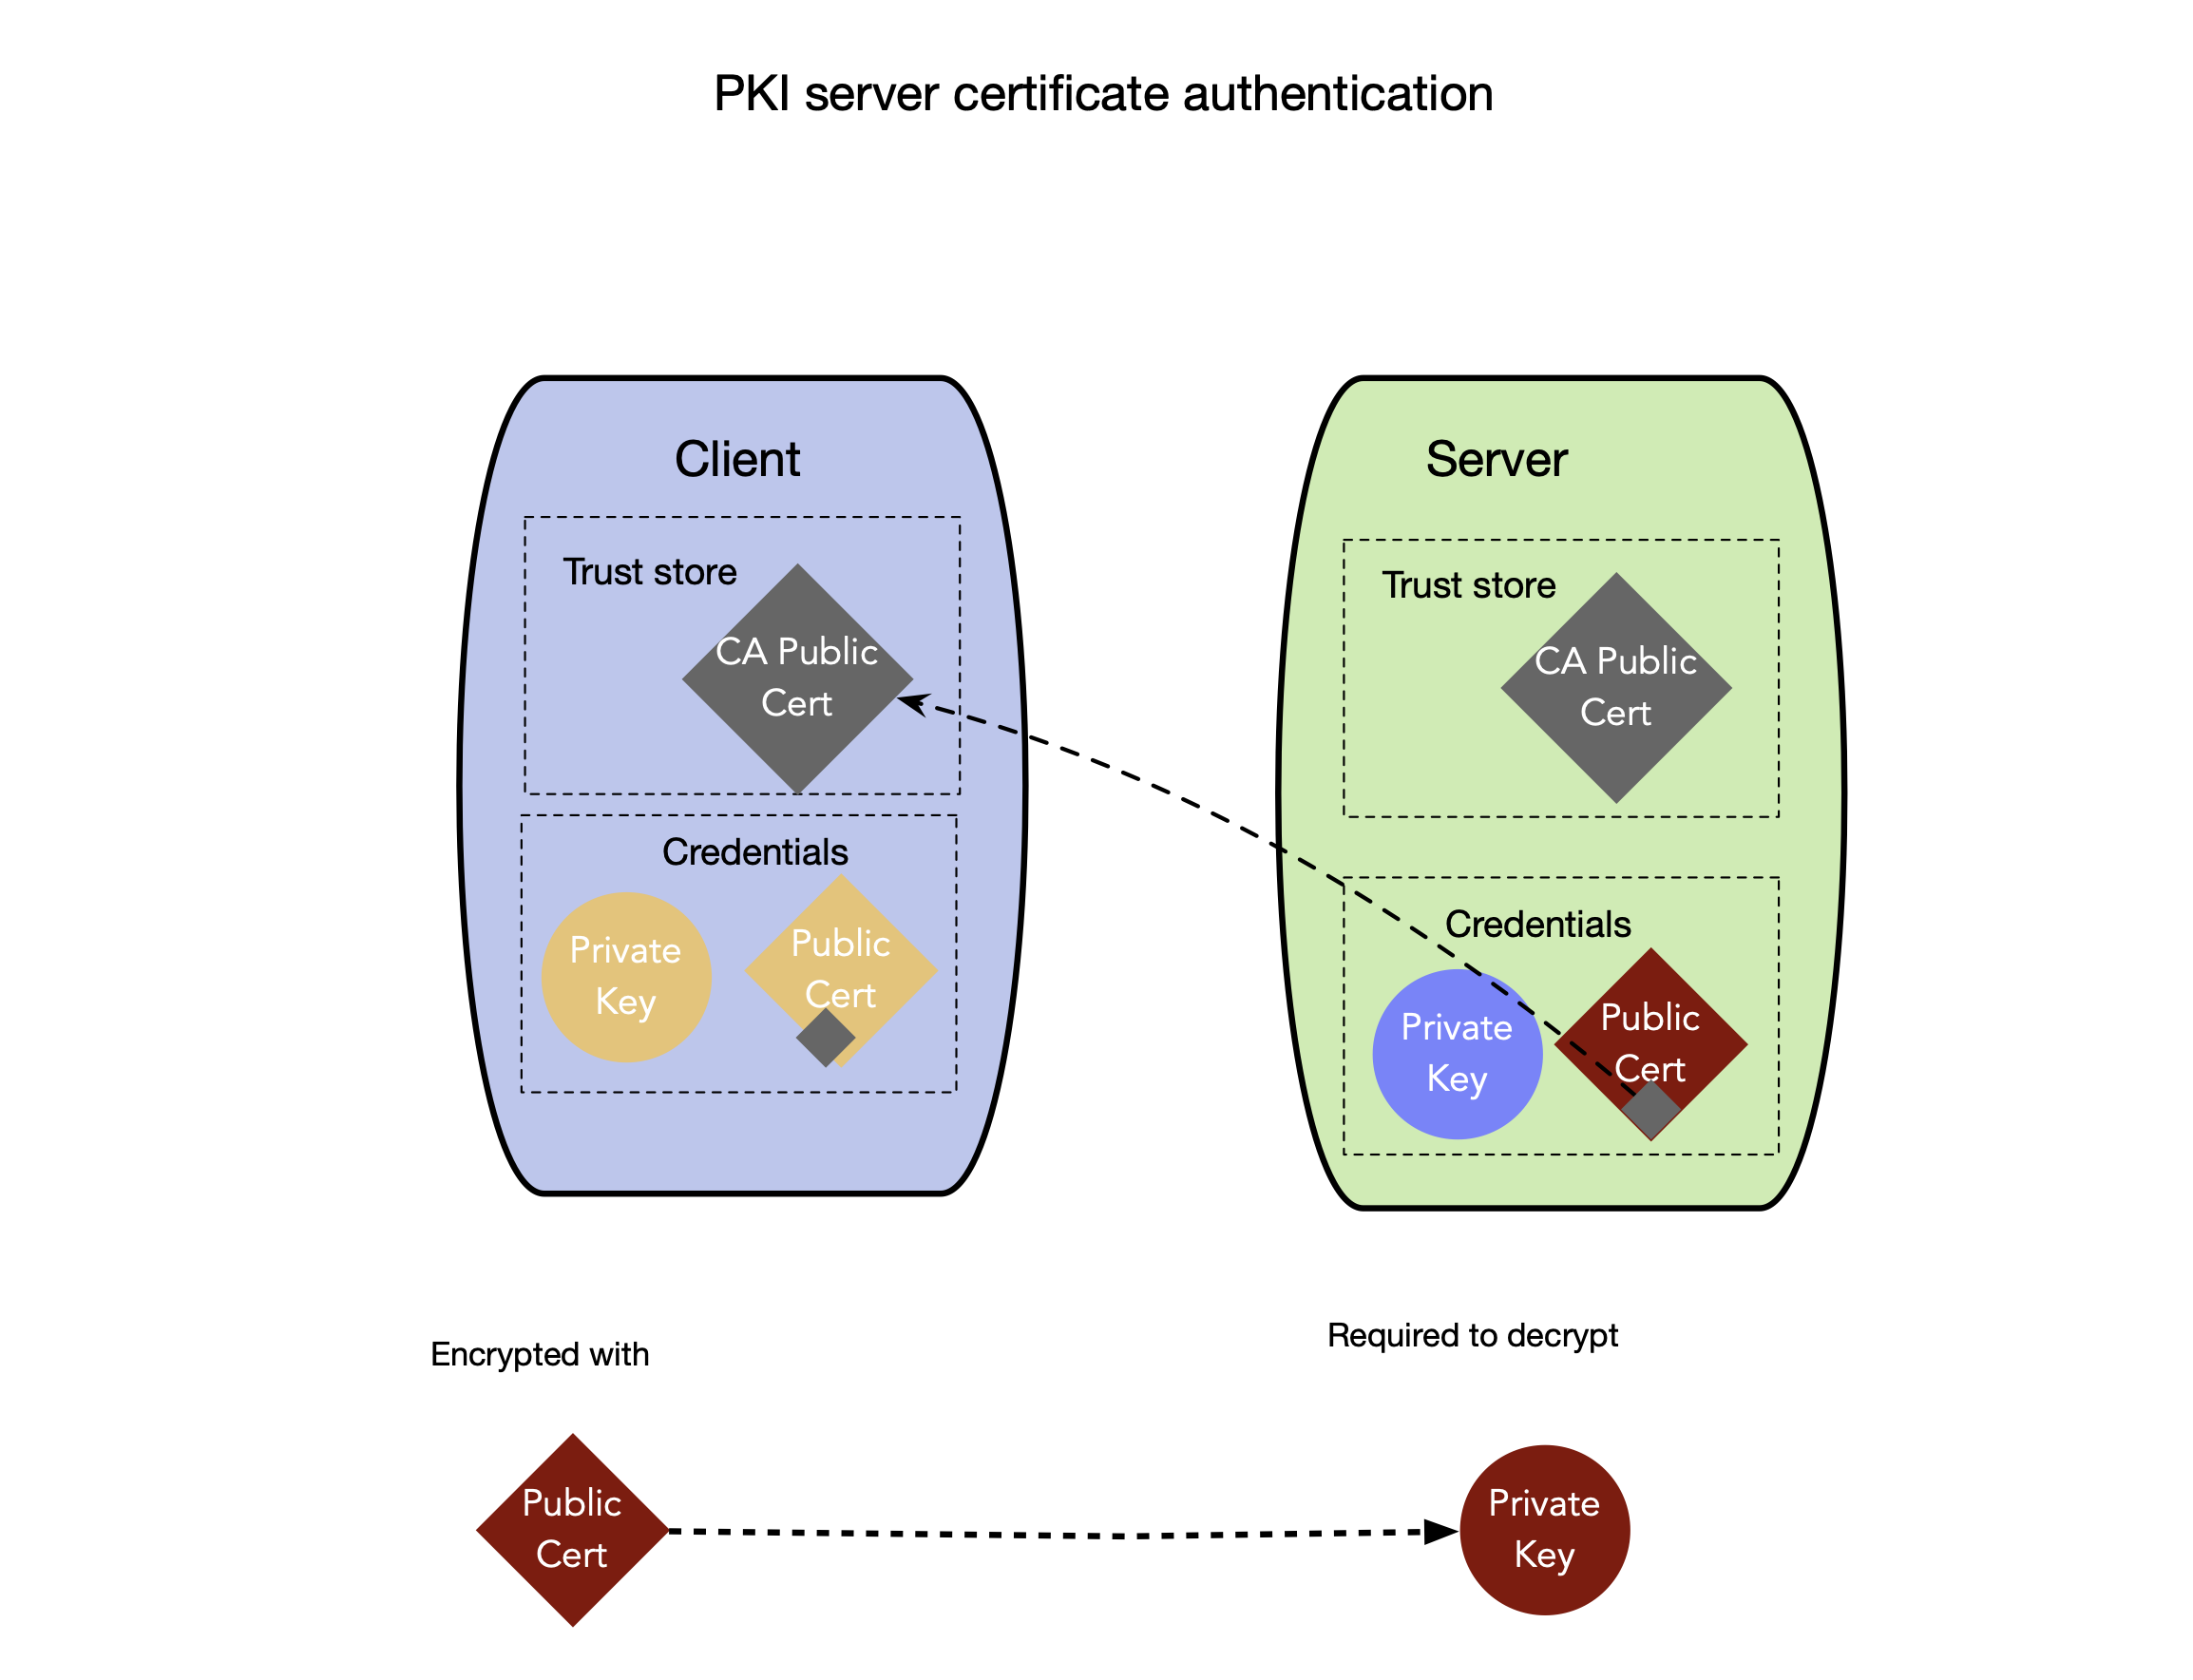 PKI server certificate authentication
Client
Trust store
CA Public
Cert
Credentials
Private
Key
Public
Cert
Server
Trust store
CA Public
Cert
Credentials
Private
Key
Public
Cert
Encrypted with
Required to decrypt
Public
Cert
Private
Key